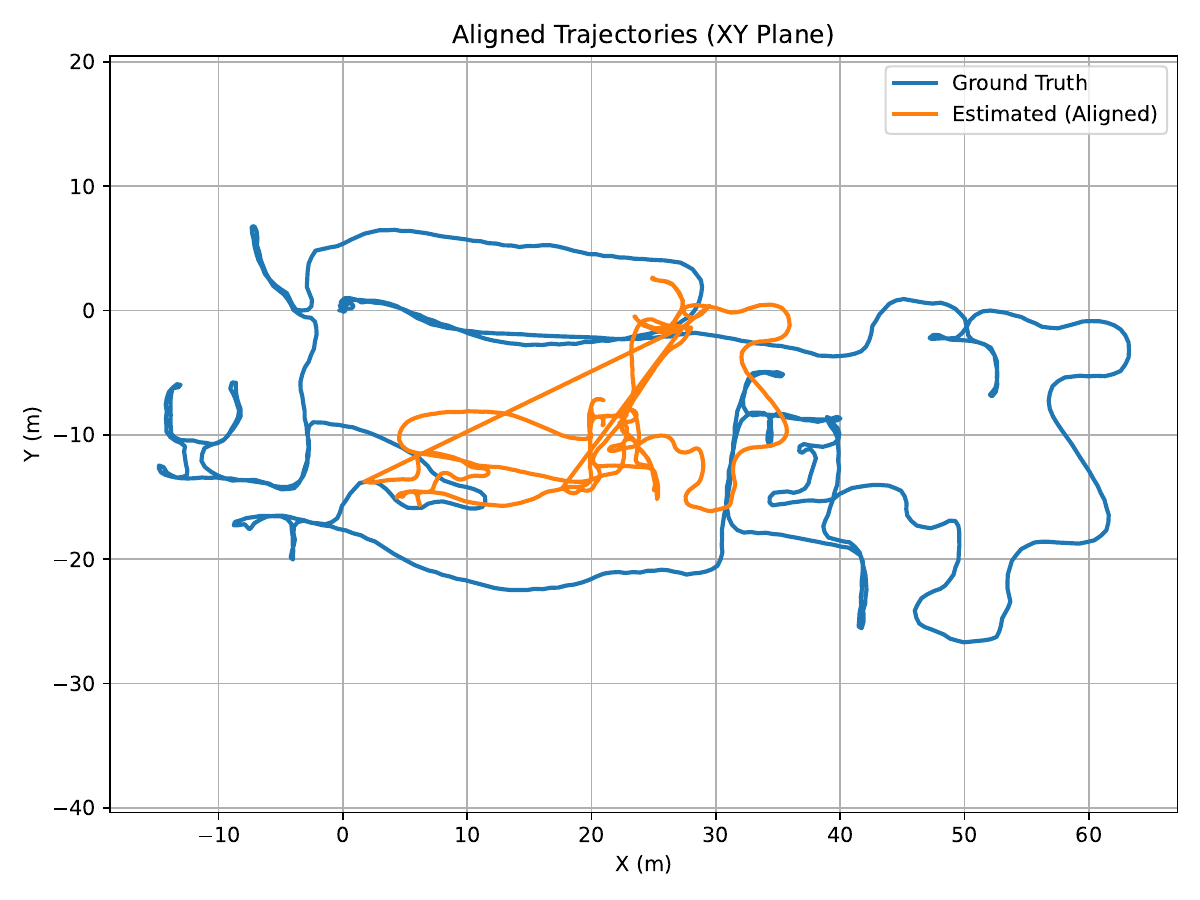 Aligned Trajectories (XY Plane)
Ground Truth
Estimated (Aligned)
20
10
0
−10
−20
−30
−40
Y (m)
−10 0 10 20 30 40 50 60
X (m)